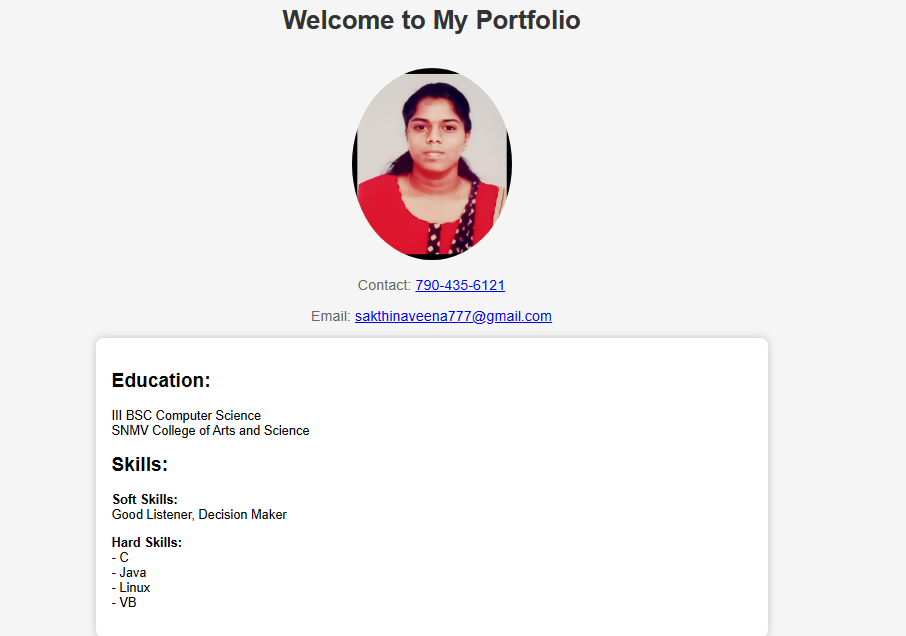 Welcome to My Portfolio
Contact: 790-435-6121
Email: sakthinaveena777@gmail.com
Education:
III BSC Computer Science
SNMV College of Arts and Science
Skills:
Soft Skills:
Good Listener, Decision Maker
Hard Skills:
- C
- Java
- Linux
- VB